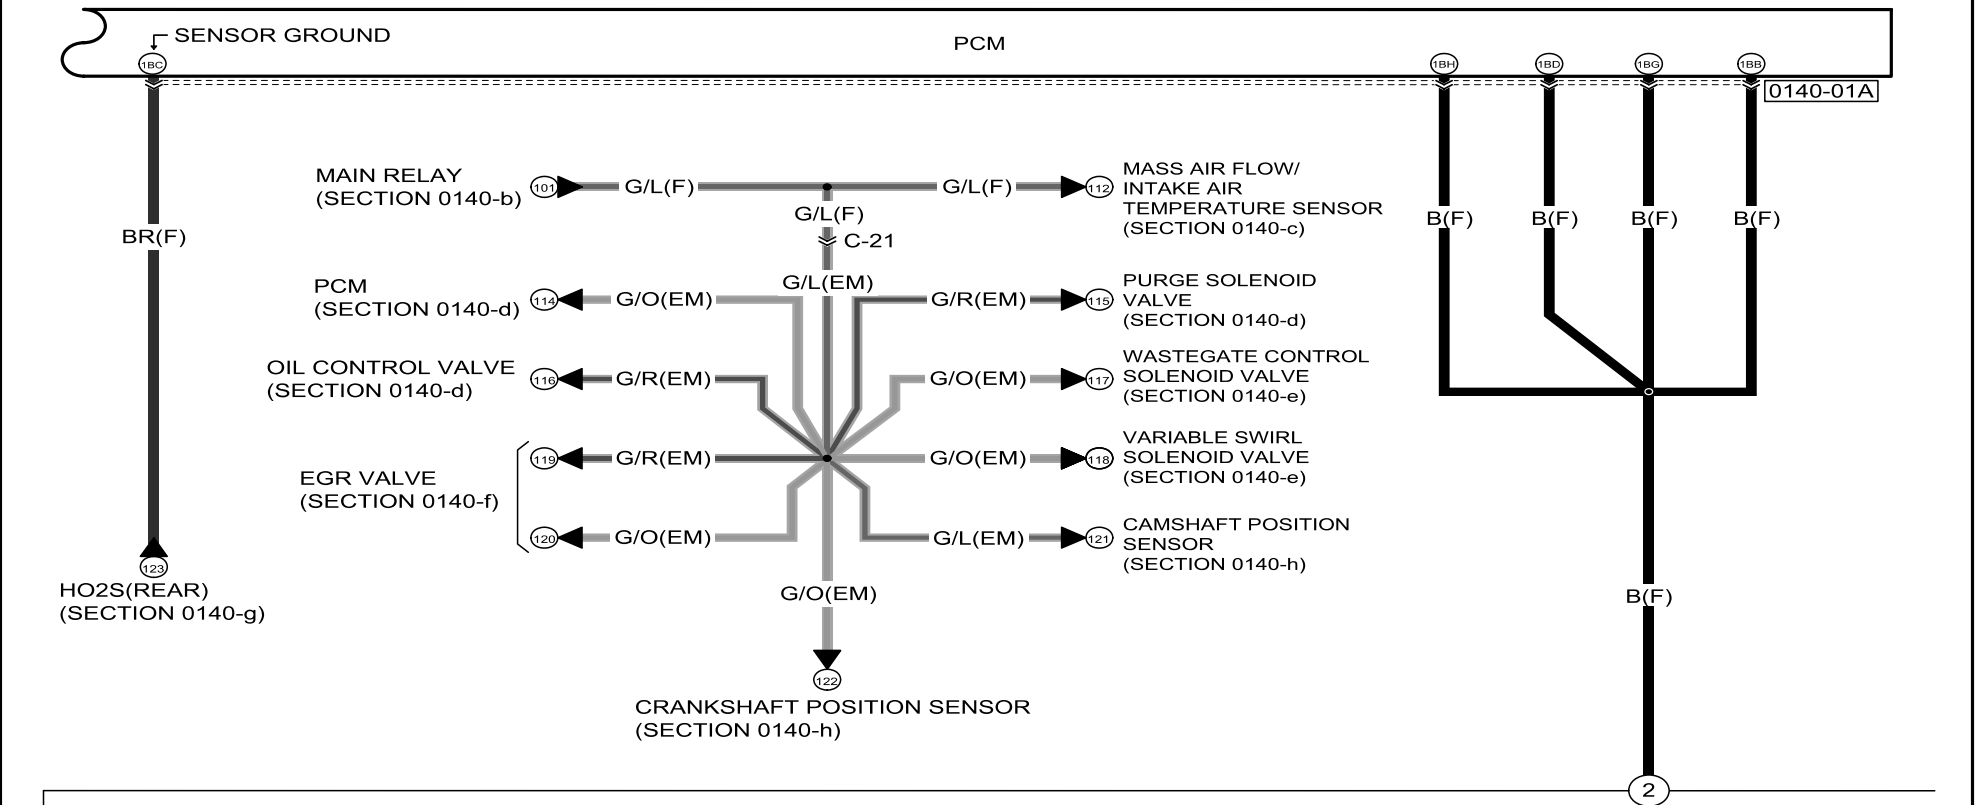 SENSOR GROUND
PCM
1BC
1BH
1BD
1BG
1BB
0140-01A
MAIN RELAY
(SECTION 0140-b)
101
G/L(F)
G/L(F)
112
MASS AIR FLOW/
INTAKE AIR
TEMPERATURE SENSOR
(SECTION 0140-c)
G/L(F)
C-21
G/L(EM)
B(F)
B(F)
B(F)
B(F)
BR(F)
PCM
(SECTION 0140-d)
114
G/O(EM)
G/R(EM)
115
PURGE SOLENOID
VALVE
(SECTION 0140-d)
OIL CONTROL VALVE
(SECTION 0140-d)
116
G/R(EM)
G/O(EM)
117
WASTEGATE CONTROL
SOLENOID VALVE
(SECTION 0140-e)
EGR VALVE
(SECTION 0140-f)
119
G/R(EM)
G/O(EM)
118
VARIABLE SWIRL
SOLENOID VALVE
(SECTION 0140-e)
120
G/O(EM)
G/L(EM)
121
CAMSHAFT POSITION
SENSOR
(SECTION 0140-h)
123
HO2S(REAR)
(SECTION 0140-g)
G/O(EM)
B(F)
122
CRANKSHAFT POSITION SENSOR
(SECTION 0140-h)
2